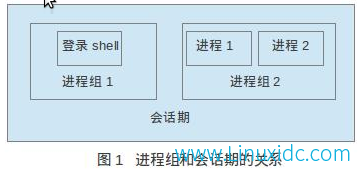 登录 shell
进程 1
进程 2
进程组 1
进程组 2
会话期
图 1 进程组和会话期的关系
www.Linuxidc.com